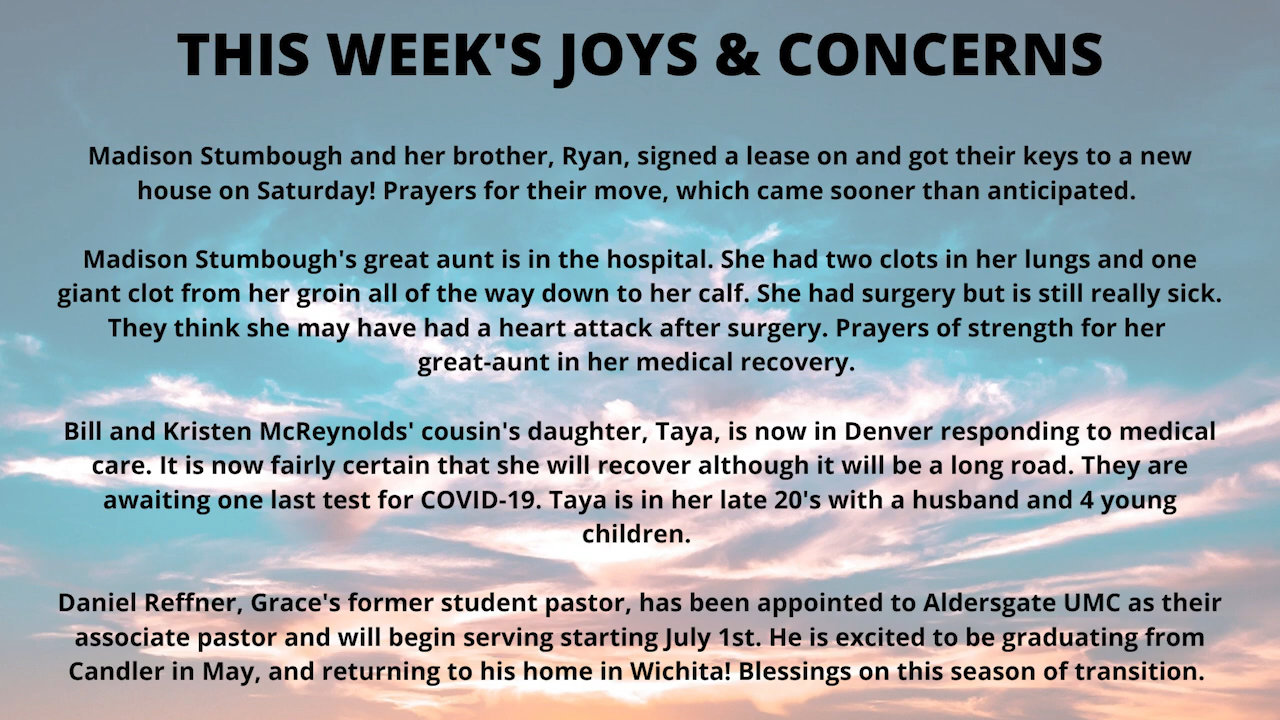 THIS WEEK'S JOYS & CONCERNS
Madison Stumbough and her brother, Ryan, signed a lease on and got their keys to a new
house on Saturday! Prayers for their move, which came sooner than anticipated.
Madison Stumbough's great aunt is in the hospital. She had two clots in her lungs and one
giant clot from her groin all of the way down to her calf. She had surgery but is still really sick.
They think she may have had a heart attack after surgery. Prayers of strength for her
great-aunt in her medical recovery.
Bill and Kristen McReynolds' cousin's daughter, Taya, is now in Denver responding to medical
care. It is now fairly certain that she will recover although it will be a long road. They are
awaiting one last test for COVID-19. Taya is in her late 20's with a husband and 4 young
children.
Daniel Reffner, Grace's former student pastor, has been appointed to Aldersgate UMC as their
associate pastor and will begin serving starting July 1st. He is excited to be graduating from
Candler in May, and returning to his home in Wichita! Blessings on this season of transition.